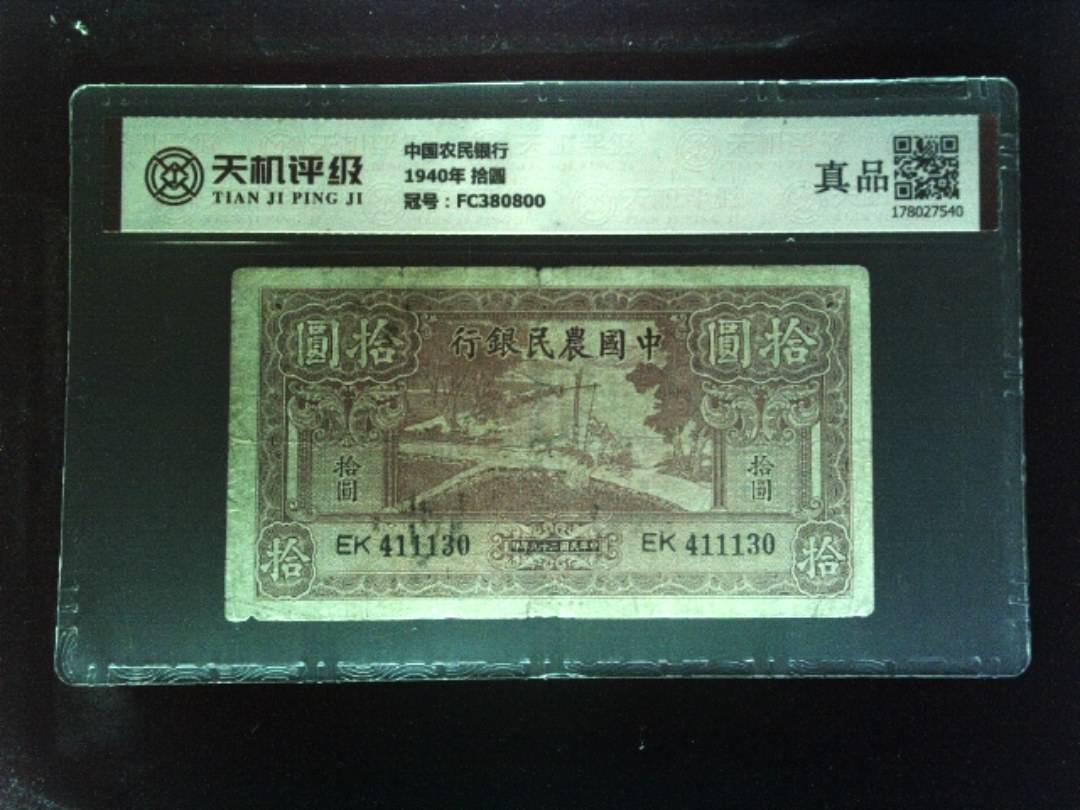 天机评级
TIAN JI PING JI
中国农民银行
1940年 拾圆
冠号：FC380800
真品
178027540
行銀民農國中
圓拾
圓拾
拾圓
拾圓
EK 411130
EK 411130
拾
拾